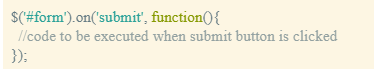 $('#form').on('submit', function(){
//code to be executed when submit button is clicked
});